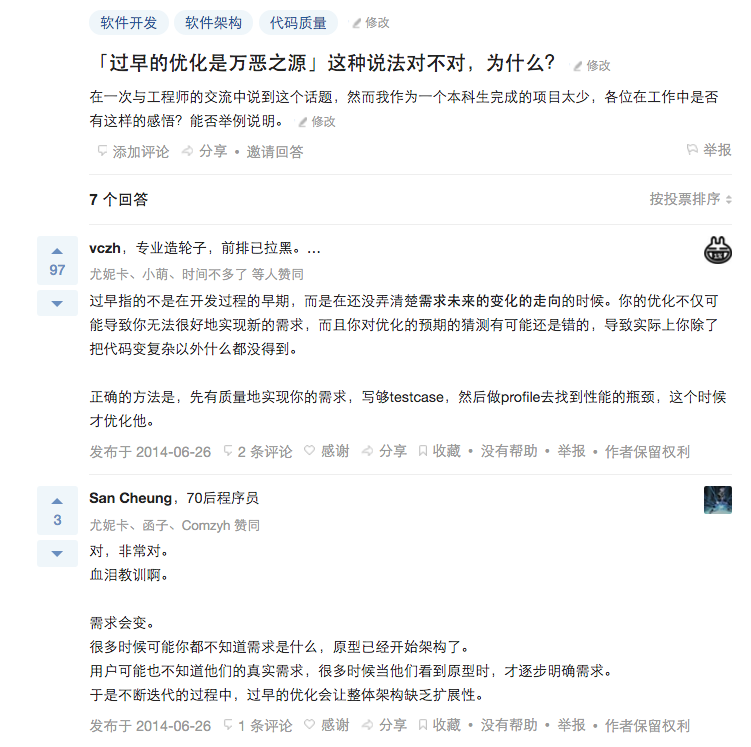 软件开发 软件架构 代码质量 修改
「过早的优化是万恶之源」这种说法对不对，为什么？ 修改
在一次与工程师的交流中说到这个话题，然而我作为一个本科生完成的项目太少，各位在工作中是否
有这样的感悟？能否举例说明。 修改
添加评论 分享 • 邀请回答 举报
7 个回答 按投票排序
97
vczh，专业造轮子，前排已拉黑。...
尤妮卡、小萌、时间不多了 等人赞同
过早指的不是在开发过程的早期，而是在还没弄清楚需求未来的变化的走向的时候。你的优化不仅可
能导致你无法很好地实现新的需求，而且你对优化的预期的猜测有可能还是错的，导致实际上你除了
把代码变复杂以外什么都没得到。
正确的方法是，先有质量地实现你的需求，写够testcase，然后做profile去找到性能的瓶颈，这个时候
才优化他。
发布于 2014-06-26 2 条评论 感谢 分享 收藏 • 没有帮助 • 举报 • 作者保留权利
3
San Cheung，70后程序员
尤妮卡、函子、Comzyh 赞同
对，非常对。
血泪教训啊。
需求会变。
很多时候可能你都不知道需求是什么，原型已经开始架构了。
用户可能也不知道他们的真实需求，很多时候当他们看到原型时，才逐步明确需求。
于是不断迭代的过程中，过早的优化会让整体架构缺乏扩展性。
发布于 2014-06-26 1 条评论 感谢 分享 收藏 • 没有帮助 • 举报 • 作者保留权利